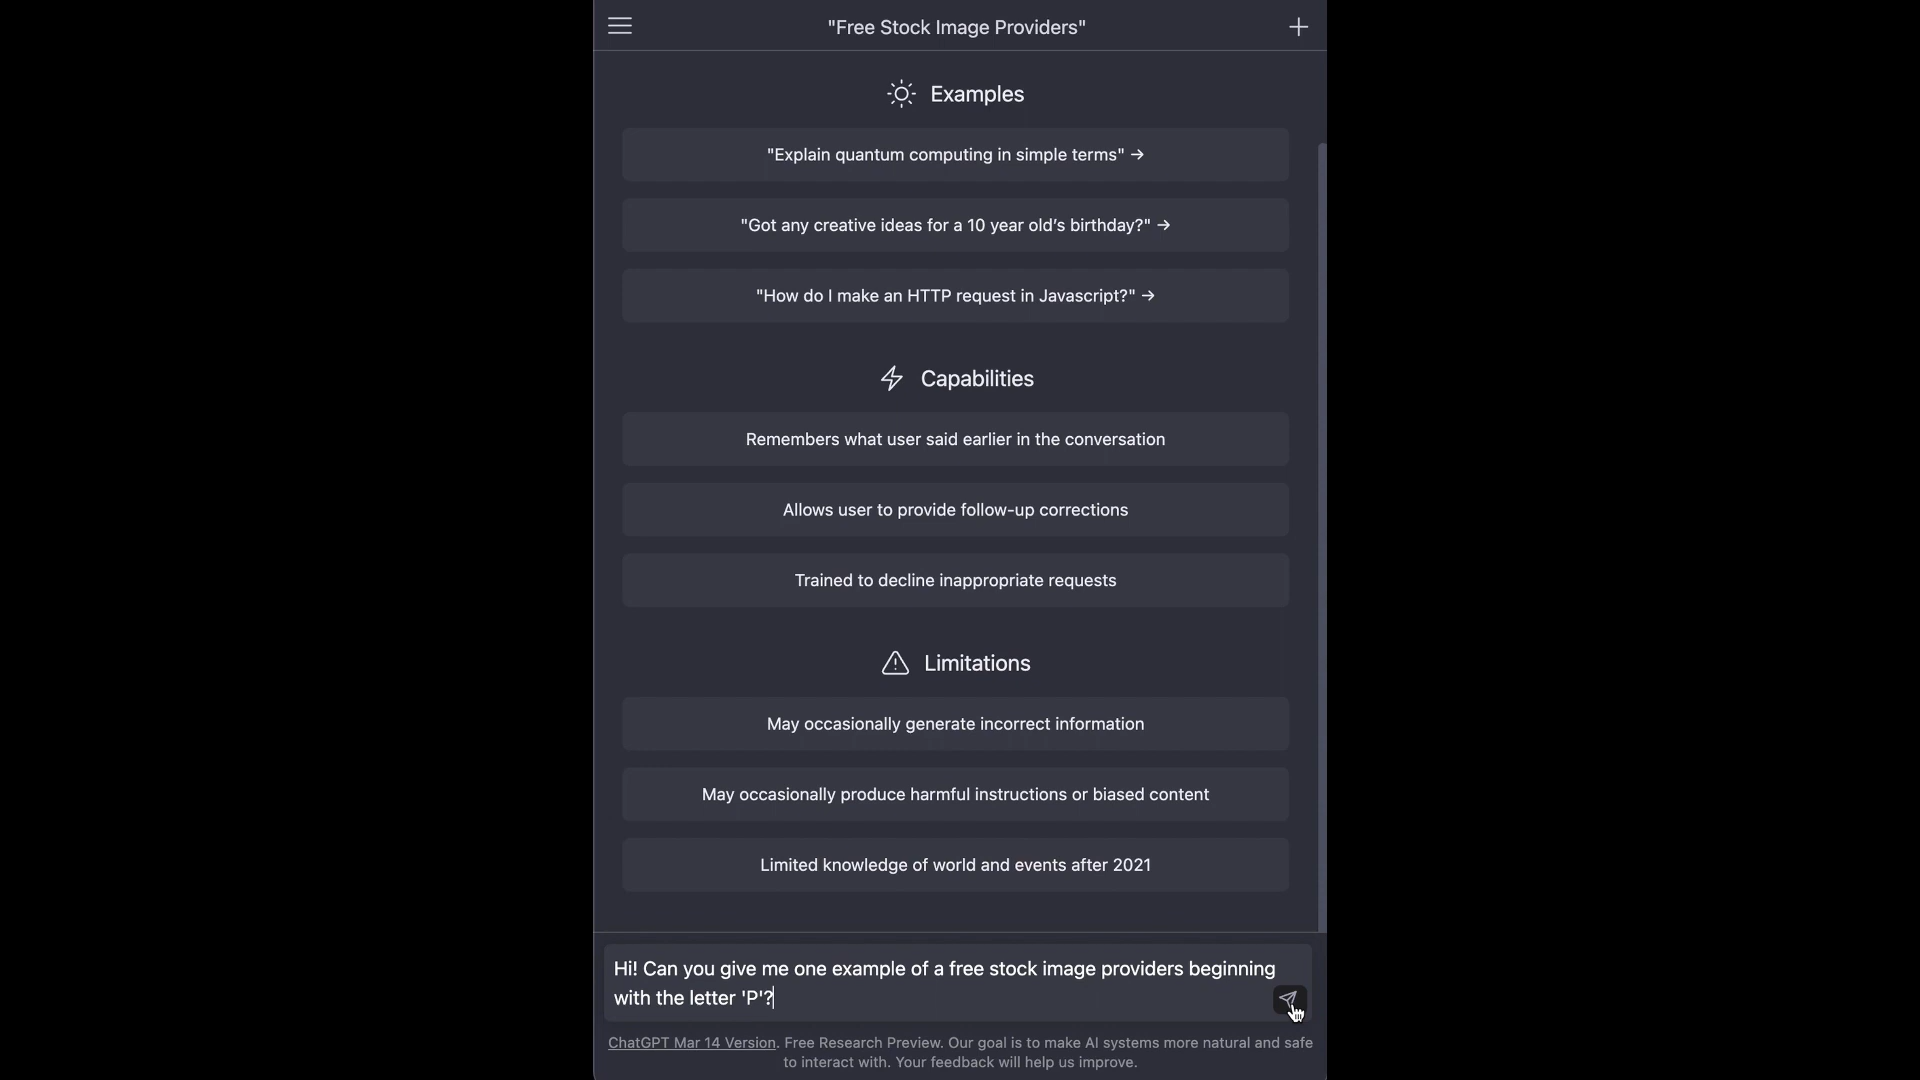 "Free Stock Image Providers"
Examples
"Explain quantum computing in simple terms" →
"Got any creative ideas for a 10 year old's birthday?" →
"How do I make an HTTP request in Javascript?" →
Capabilities
Remembers what user said earlier in the conversation
Allows user to provide follow-up corrections
Trained to decline inappropriate requests
Limitations
May occasionally generate incorrect information
May occasionally produce harmful instructions or biased content
Limited knowledge of world and events after 2021
Hi! Can you give me one example of a free stock image providers beginning
with the letter 'P'?
ChatGPT Mar 14 Version. Free Research Preview. Our goal is to make AI systems more natural and safe
to interact with. Your feedback will help us improve.